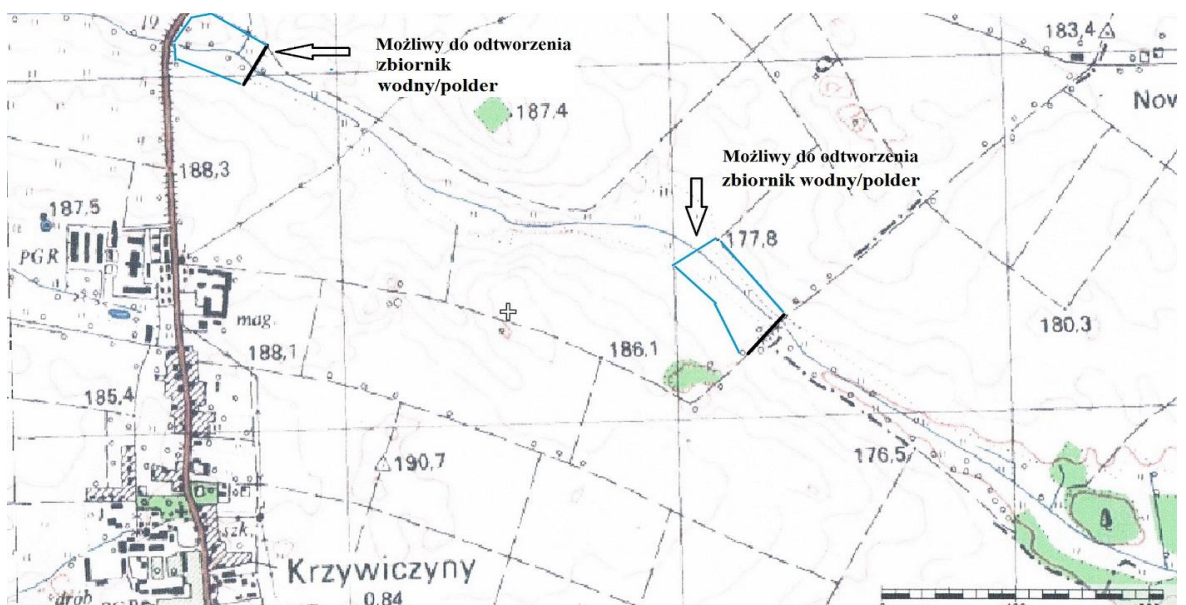 19
Możliwy do odtworzenia
zbiornik
wodny/polder
183,4
Now
187,4
188,3
Możliwy do odtworzenia
zbiornik wodny/polder
187,5
177,8
PGR
mag.
180,3
188,1
186,1
185,4
190,7
176,5
szk.
Krzywiczyny
0.84
drób